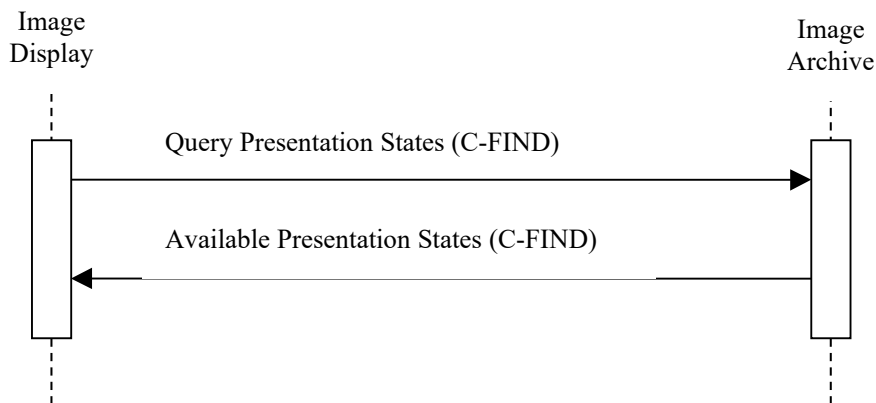 Image
Display
Image
Archive
Query Presentation States (C-FIND)
Available Presentation States (C-FIND)